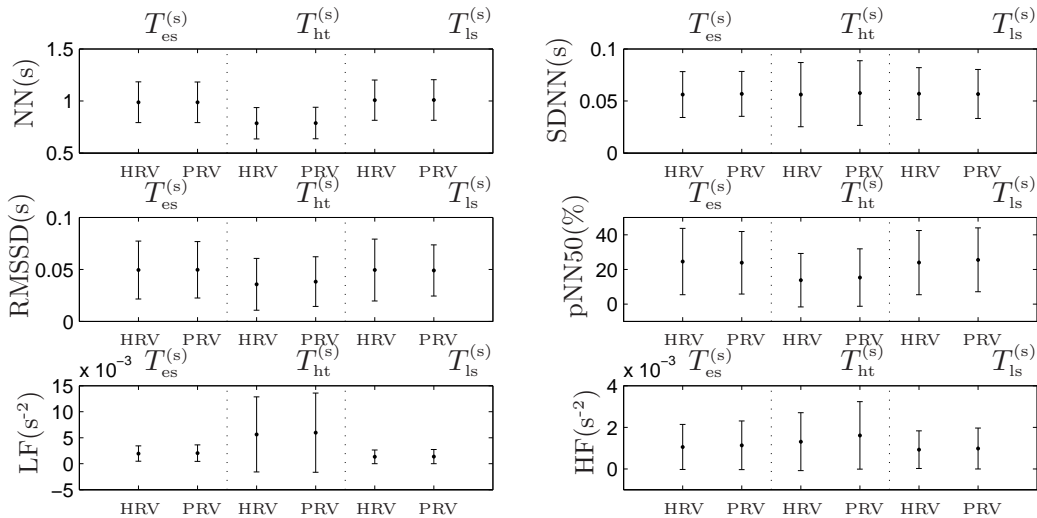 T_es^(s) T_ht^(s) T_ls^(s)
NN(s)
1.5
1
0.5
HRV PRV HRV PRV HRV PRV
T_es^(s) T_ht^(s) T_ls^(s)
SDNN(s)
0.1
0.05
0
HRV PRV HRV PRV HRV PRV
T_es^(s) T_ht^(s) T_ls^(s)
RMSSD(s)
0.1
0.05
0
HRV PRV HRV PRV HRV PRV
T_es^(s) T_ht^(s) T_ls^(s)
pNN50(%)
40
20
0
HRV PRV HRV PRV HRV PRV
x 10^-3 T_es^(s) T_ht^(s) T_ls^(s)
LF(s^-2)
15
10
5
0
−5
HRV PRV HRV PRV HRV PRV
x 10^-3 T_es^(s) T_ht^(s) T_ls^(s)
HF(s^-2)
4
2
0
HRV PRV HRV PRV HRV PRV